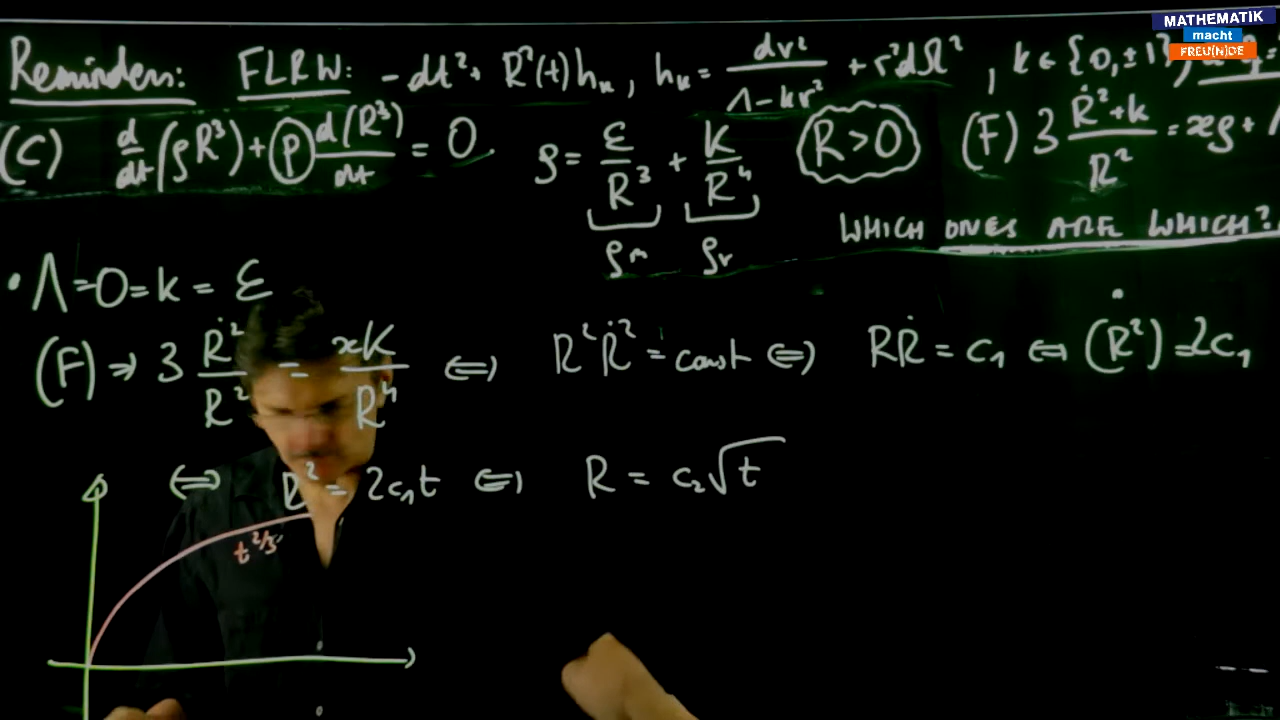 MATHEMATIK
macht
FREU(N)DE
Reminders: FLRW: -dt² + R²(t)hₖ, hₖ = dr²/(1-kr²) + r²dΩ², k ∈ {0,±1},
(C) d/dt(ρR³) + p d(R³)/dt = 0. ρ = ε/R³ + K/R⁴ R>0 (F) 3 (Ṙ²+k)/R² = ϰρ + Λ
ρₘ ρᵣ WHICH ONES ARE WHICH?
• Λ=0=k=ε
(F) ⇒ 3 Ṙ²/R² = ϰK/R⁴ ⇔ R²Ṙ² = const ⇔ RṘ = c₁ ⇔ (R²)˙ = 2c₁
⇔ R² = 2c₁t ⇔ R = c₂√t
t^(2/3)